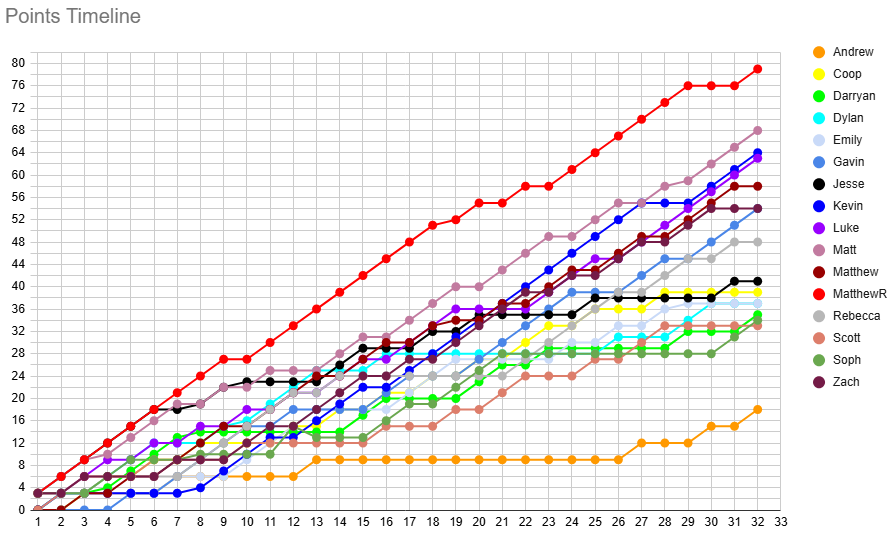 Points Timeline
80
76
72
68
64
60
56
52
48
44
40
36
32
28
24
20
16
12
8
4
0
1 2 3 4 5 6 7 8 9 10 11 12 13 14 15 16 17 18 19 20 21 22 23 24 25 26 27 28 29 30 31 32 33
Andrew
Coop
Darryan
Dylan
Emily
Gavin
Jesse
Kevin
Luke
Matt
Matthew
MatthewR
Rebecca
Scott
Soph
Zach